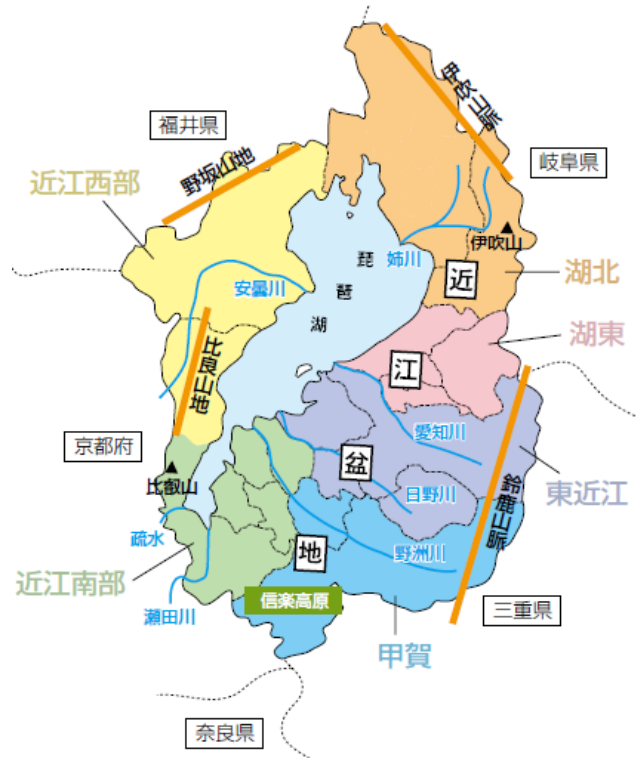 伊吹山脈
福井県
野坂山地
岐阜県
近江西部
伊吹山
琵琶湖
姉川
安曇川
近
湖北
湖東
比良山地
江
愛知川
京都府
比叡山
盆
日野川
鈴鹿山脈
東近江
疏水
地
野洲川
近江南部
信楽高原
瀬田川
三重県
甲賀
奈良県